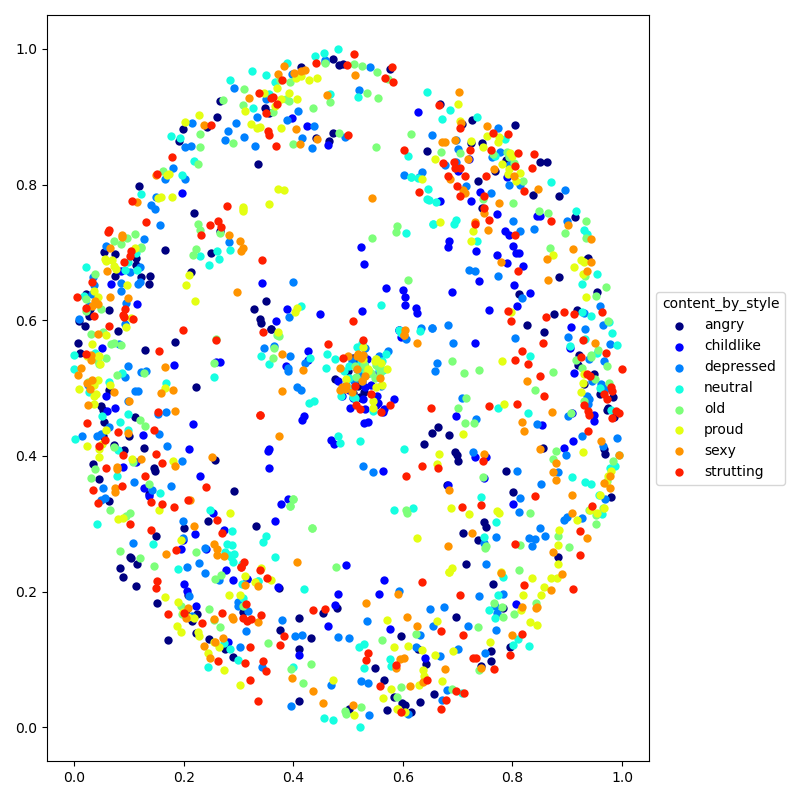 1.0
0.8
0.6
0.4
0.2
0.0
0.0 0.2 0.4 0.6 0.8 1.0
content_by_style
angry
childlike
depressed
neutral
old
proud
sexy
strutting